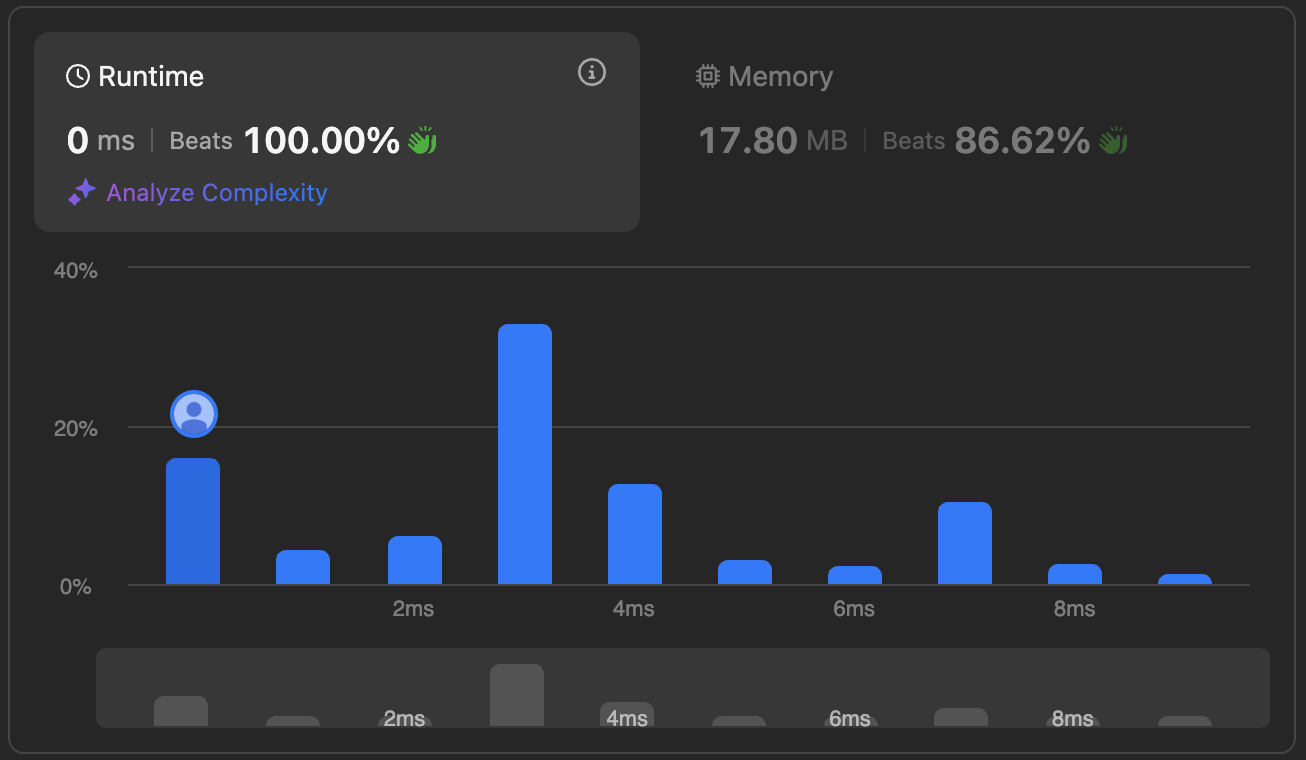 Runtime
0 ms | Beats 100.00%
Analyze Complexity
Memory
17.80 MB | Beats 86.62%
40%
20%
0%
2ms 4ms 6ms 8ms
2ms 4ms 6ms 8ms